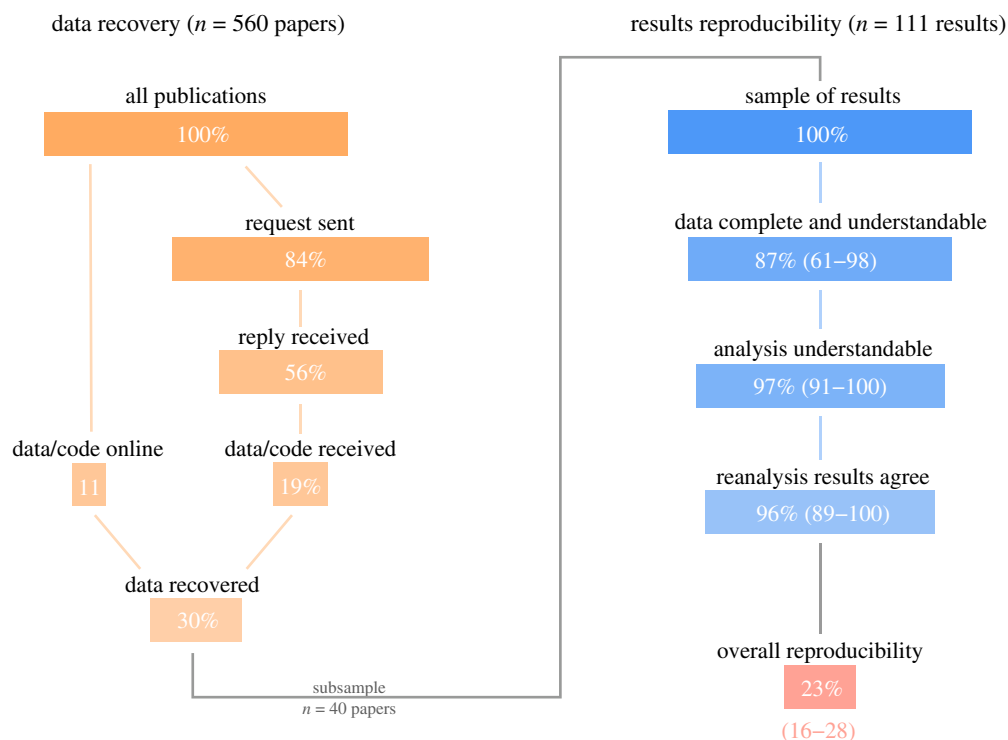 data recovery (n = 560 papers)
all publications
100%
request sent
84%
reply received
56%
data/code online
11
data/code received
19%
data recovered
30%
subsample
n = 40 papers
results reproducibility (n = 111 results)
sample of results
100%
data complete and understandable
87% (61–98)
analysis understandable
97% (91–100)
reanalysis results agree
96% (89–100)
overall reproducibility
23%
(16–28)